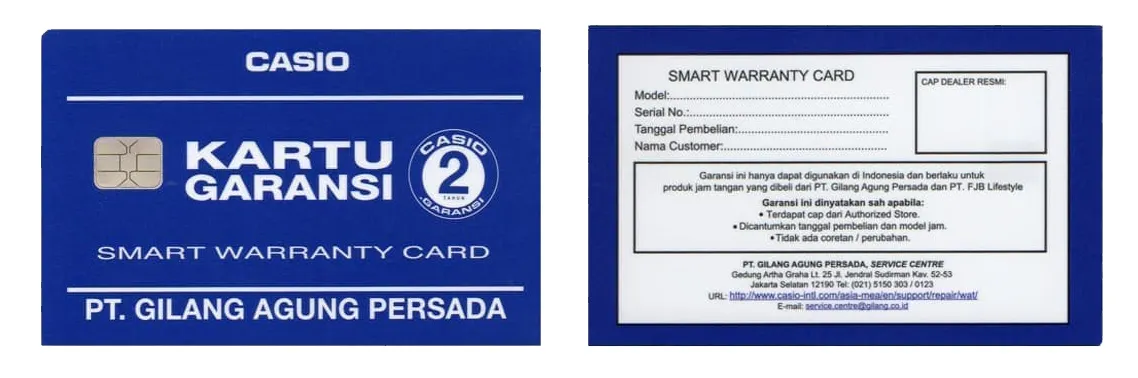 CASIO
KARTU
GARANSI
CASIO
2
TAHUN
GARANSI
SMART WARRANTY CARD
PT. GILANG AGUNG PERSADA
SMART WARRANTY CARD
Model:..................................................................
Serial No.:............................................................
Tanggal Pembelian:..............................................
Nama Customer:..................................................
CAP DEALER RESMI:
Garansi ini hanya dapat digunakan di Indonesia dan berlaku untuk
produk jam tangan yang dibeli dari PT. Gilang Agung Persada dan PT. FJB Lifestyle
Garansi ini dinyatakan sah apabila:
• Terdapat cap dari Authorized Store.
• Dicantumkan tanggal pembelian dan model jam.
• Tidak ada coretan / perubahan.
PT. GILANG AGUNG PERSADA, SERVICE CENTRE
Gedung Artha Graha Lt. 25 Jl. Jendral Sudirman Kav. 52-53
Jakarta Selatan 12190 Tel: (021) 5150 303 / 0123
URL: http://www.casio-intl.com/asia-mea/en/support/repair/wat/
E-mail: service.centre@gilang.co.id